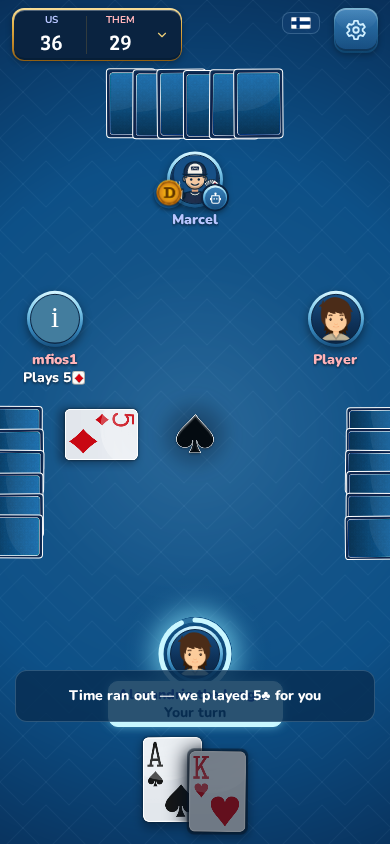 US THEM
36 29
D
Marcel
i
mfios1 Player
Plays 5♦
5
Time ran out — we played 5♣ for you
Your turn
A K